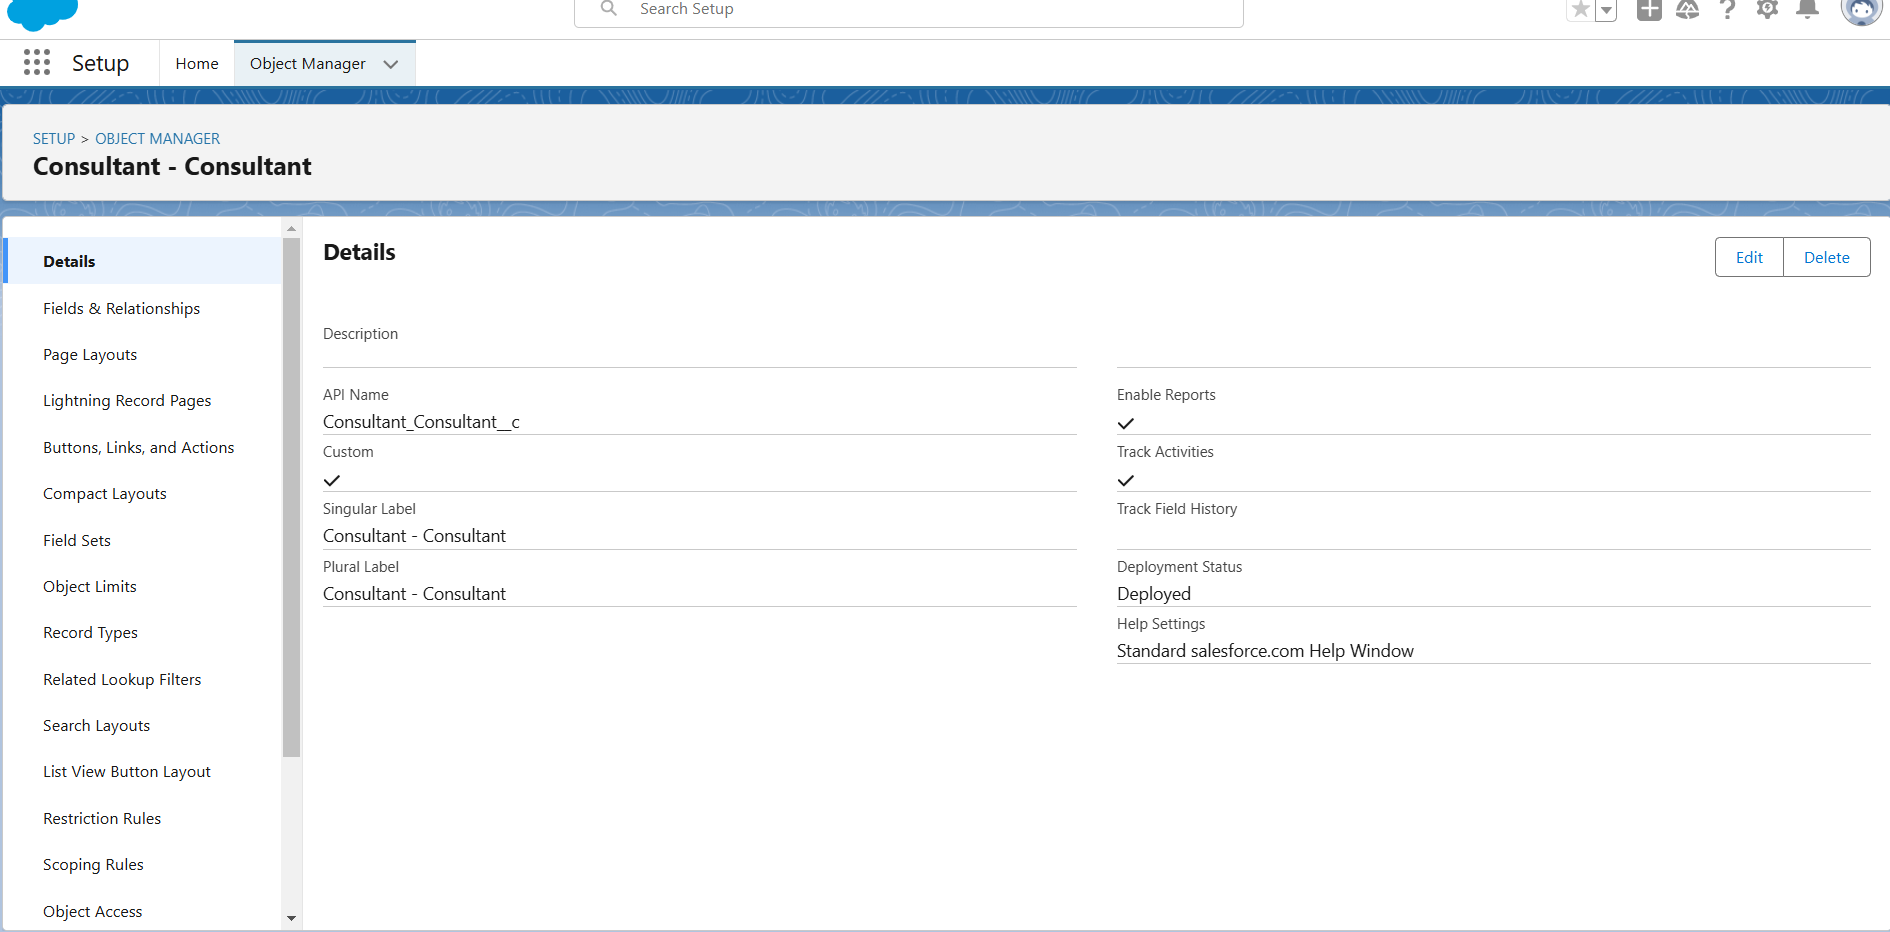 Search Setup
Setup
Home
Object Manager
SETUP > OBJECT MANAGER
Consultant - Consultant
Details
Fields & Relationships
Page Layouts
Lightning Record Pages
Buttons, Links, and Actions
Compact Layouts
Field Sets
Object Limits
Record Types
Related Lookup Filters
Search Layouts
List View Button Layout
Restriction Rules
Scoping Rules
Object Access
Details
Edit
Delete
Description
API Name
Consultant_Consultant__c
Custom
Singular Label
Consultant - Consultant
Plural Label
Consultant - Consultant
Enable Reports
Track Activities
Track Field History
Deployment Status
Deployed
Help Settings
Standard salesforce.com Help Window